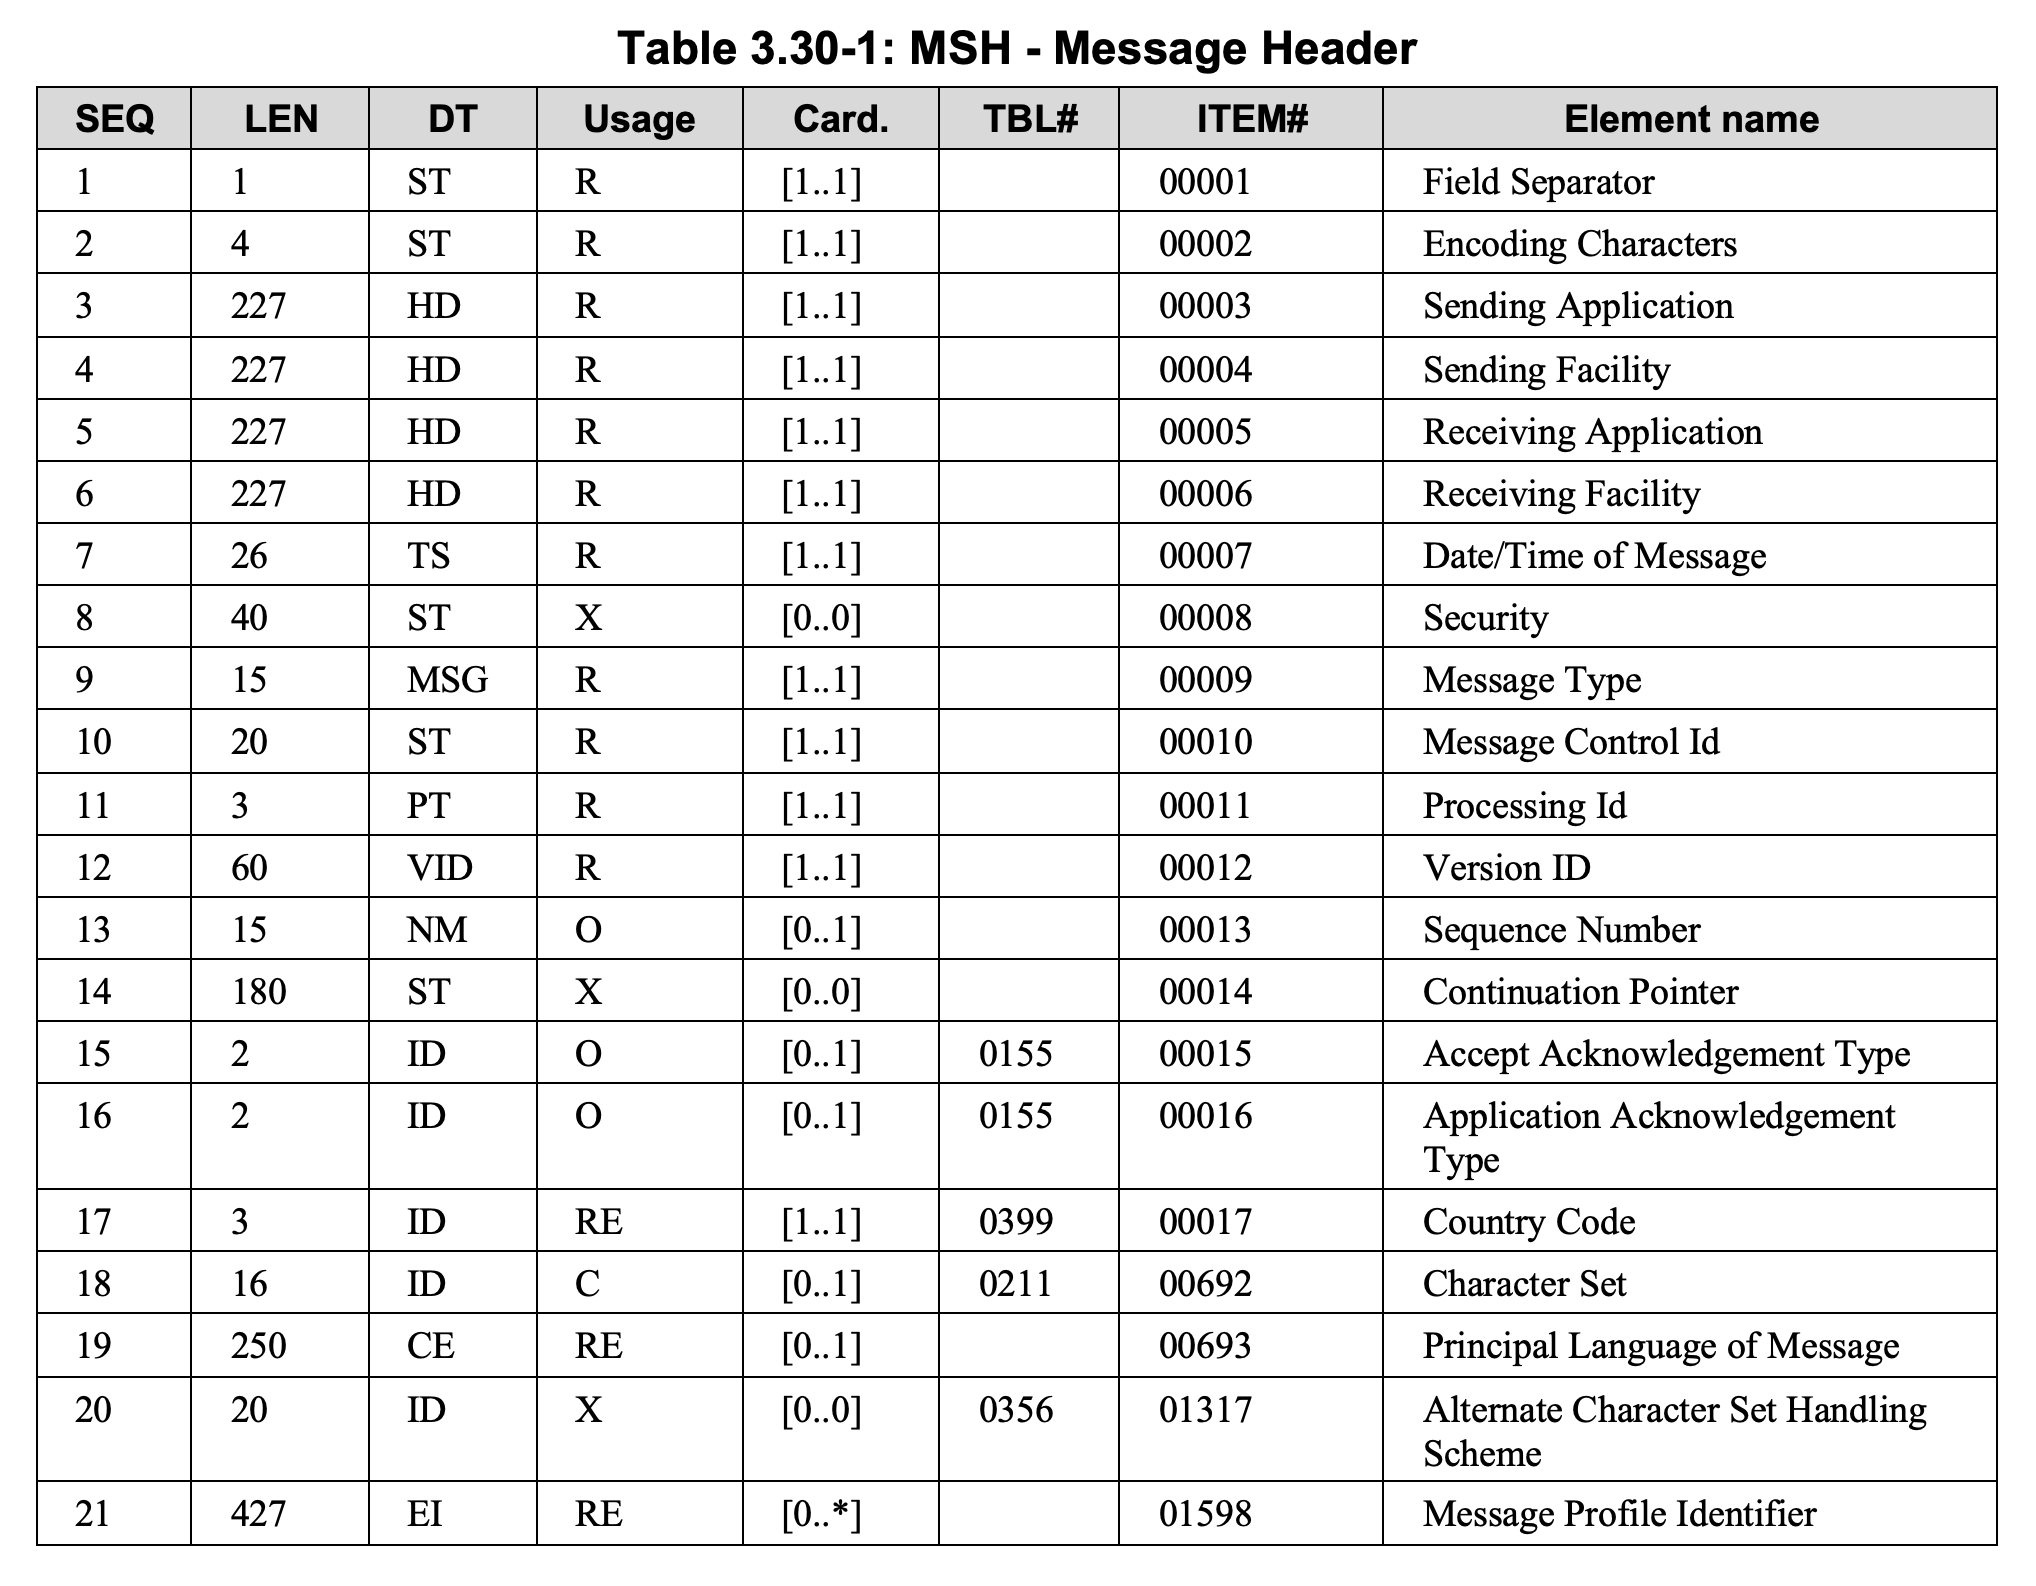 Table 3.30-1: MSH - Message Header
SEQ LEN DT Usage Card. TBL# ITEM# Element name
1 1 ST R [1..1] 00001 Field Separator
2 4 ST R [1..1] 00002 Encoding Characters
3 227 HD R [1..1] 00003 Sending Application
4 227 HD R [1..1] 00004 Sending Facility
5 227 HD R [1..1] 00005 Receiving Application
6 227 HD R [1..1] 00006 Receiving Facility
7 26 TS R [1..1] 00007 Date/Time of Message
8 40 ST X [0..0] 00008 Security
9 15 MSG R [1..1] 00009 Message Type
10 20 ST R [1..1] 00010 Message Control Id
11 3 PT R [1..1] 00011 Processing Id
12 60 VID R [1..1] 00012 Version ID
13 15 NM O [0..1] 00013 Sequence Number
14 180 ST X [0..0] 00014 Continuation Pointer
15 2 ID O [0..1] 0155 00015 Accept Acknowledgement Type
16 2 ID O [0..1] 0155 00016 Application Acknowledgement
Type
17 3 ID RE [1..1] 0399 00017 Country Code
18 16 ID C [0..1] 0211 00692 Character Set
19 250 CE RE [0..1] 00693 Principal Language of Message
20 20 ID X [0..0] 0356 01317 Alternate Character Set Handling
Scheme
21 427 EI RE [0..*] 01598 Message Profile Identifier